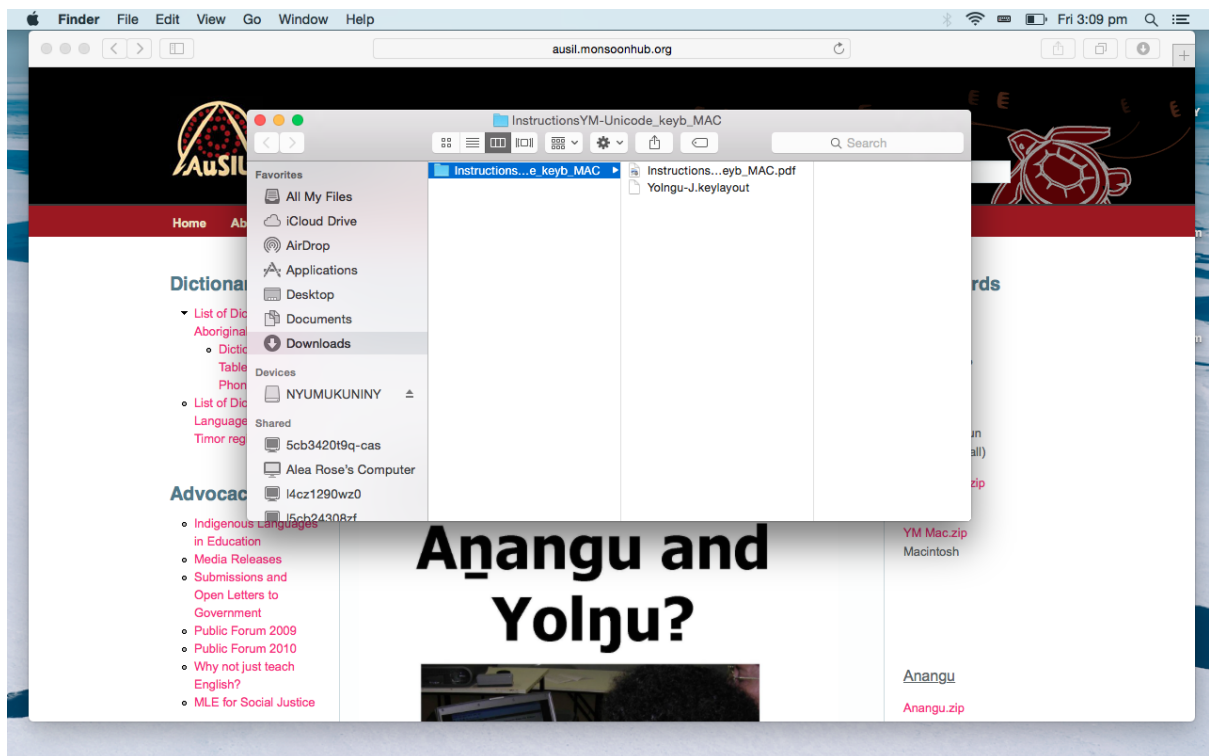 Finder File Edit View Go Window Help
Fri 3:09 pm
ausil.monsoonhub.org
AuSIL
InstructionsYM-Unicode_keyb_MAC
Search
Favorites
All My Files
iCloud Drive
AirDrop
Applications
Desktop
Documents
Downloads
Devices
NYUMUKUNINY
Shared
5cb3420t9q-cas
Alea Rose's Computer
l4cz1290wz0
l5cb24308zf
Instructions...e_keyb_MAC
Instructions...eyb_MAC.pdf
Yolngu-J.keylayout
Home
List of Dic
Aborigina
Table
Phon
List of Dic
Language
Timor reg
Indigenous Languages
in Education
Media Releases
Submissions and
Open Letters to
Government
Public Forum 2009
Public Forum 2010
Why not just teach
English?
MLE for Social Justice
Aṉangu and
Yolŋu?
rds
un
all)
zip
YM Mac.zip
Macintosh
Anangu
Anangu.zip